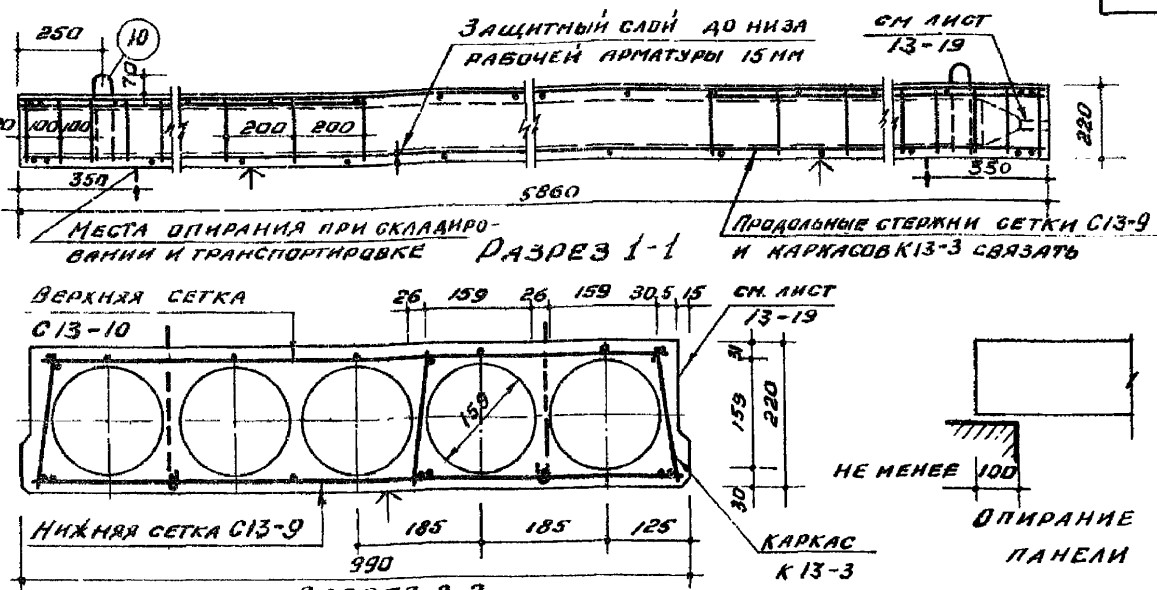 250
10
70
ЗАЩИТНЫЙ СЛОЙ ДО НИЗА
РАБОЧЕЙ АРМАТУРЫ 15 ММ
СМ ЛИСТ
13-19
100 100
200 200
220
350
5860
350
МЕСТА ОПИРАНИЯ ПРИ СКЛАДИРО-
ВАНИИ И ТРАНСПОРТИРОВКЕ
РАЗРЕЗ 1-1
ПРОДОЛЬНЫЕ СТЕРЖНИ СЕТКИ С13-9
И КАРКАСОВ К13-3 СВЯЗАТЬ
ВЕРХНЯЯ СЕТКА
С 13-10
26 159 26 159 30,5 15
СМ. ЛИСТ
13-19
159
31
159
30
220
НЕ МЕНЕЕ 100
ОПИРАНИЕ
ПАНЕЛИ
НИЖНЯЯ СЕТКА С13-9
185 185 125
990
КАРКАС
К 13-3